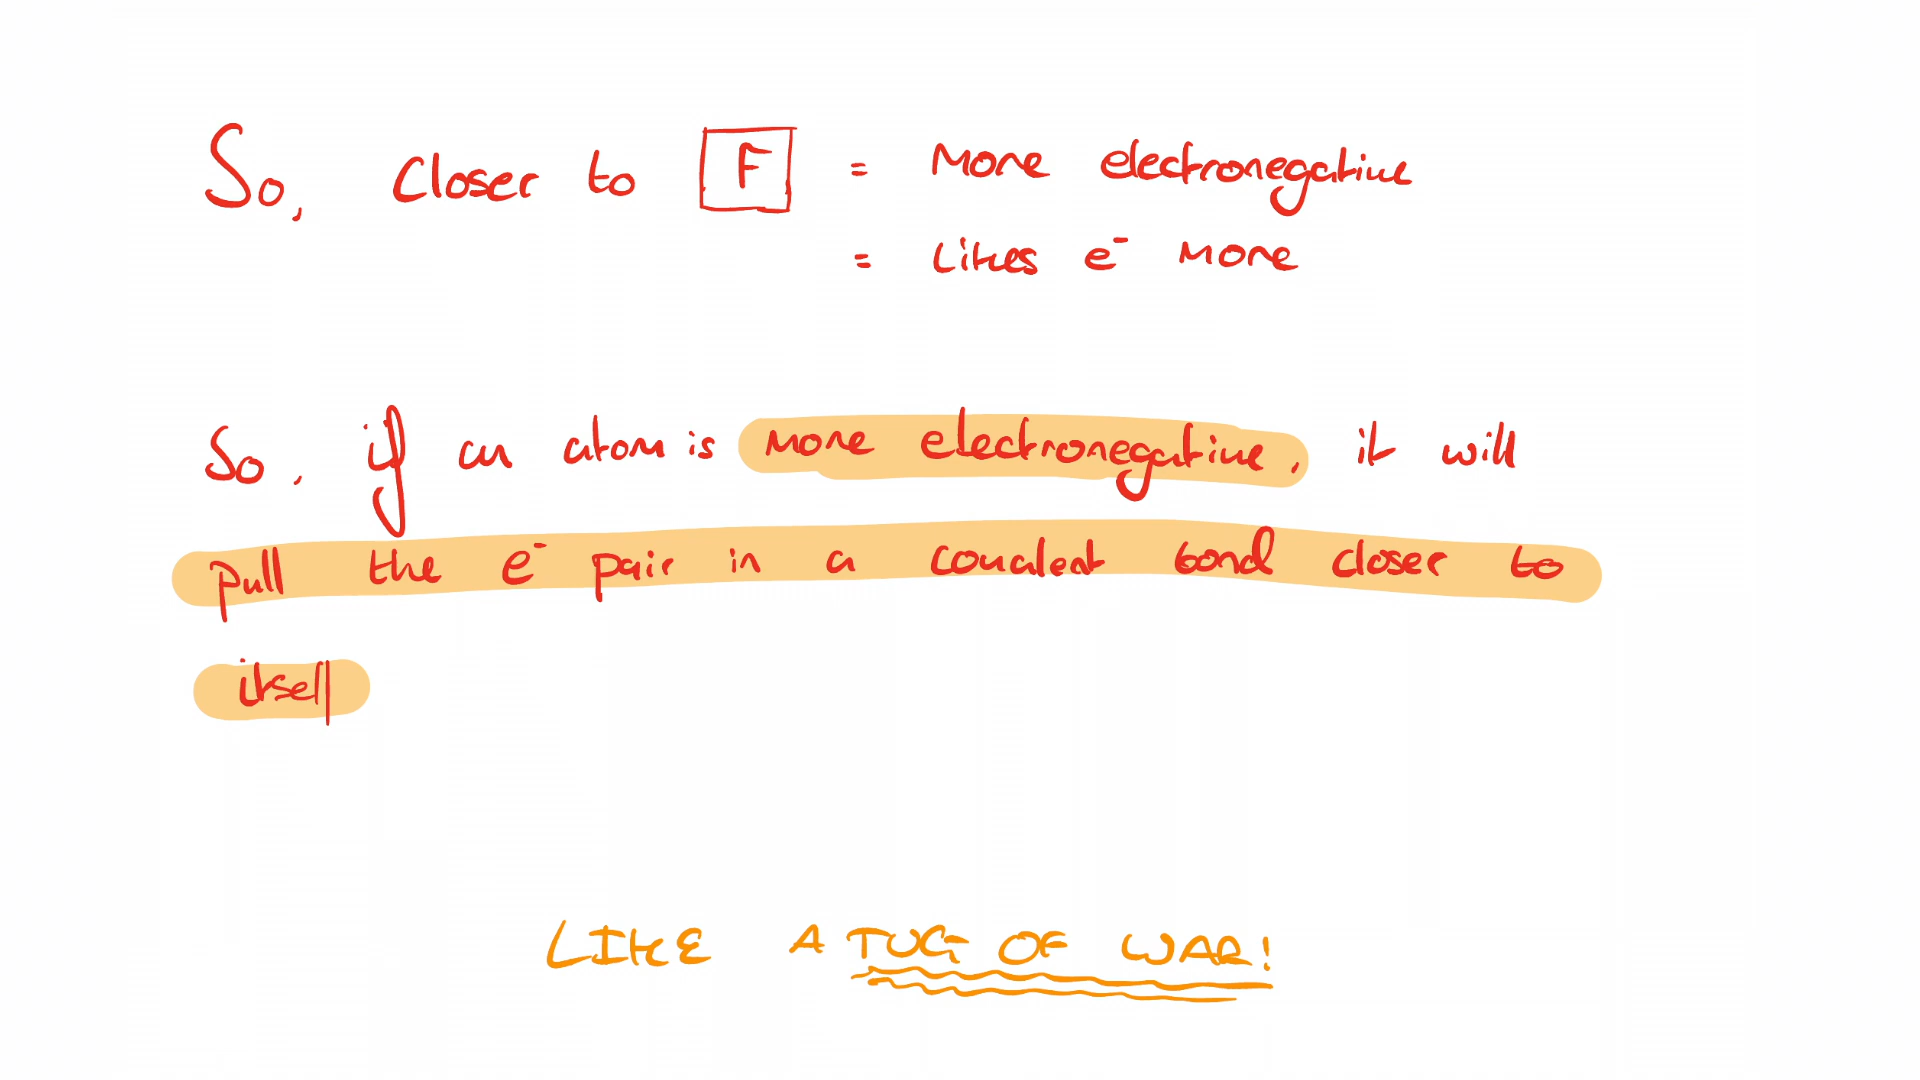 So, closer to F = more electronegative
= likes e⁻ more
So, if an atom is more electronegative, it will
pull the e⁻ pair in a covalent bond closer to
itself
LIKE A TUG OF WAR!